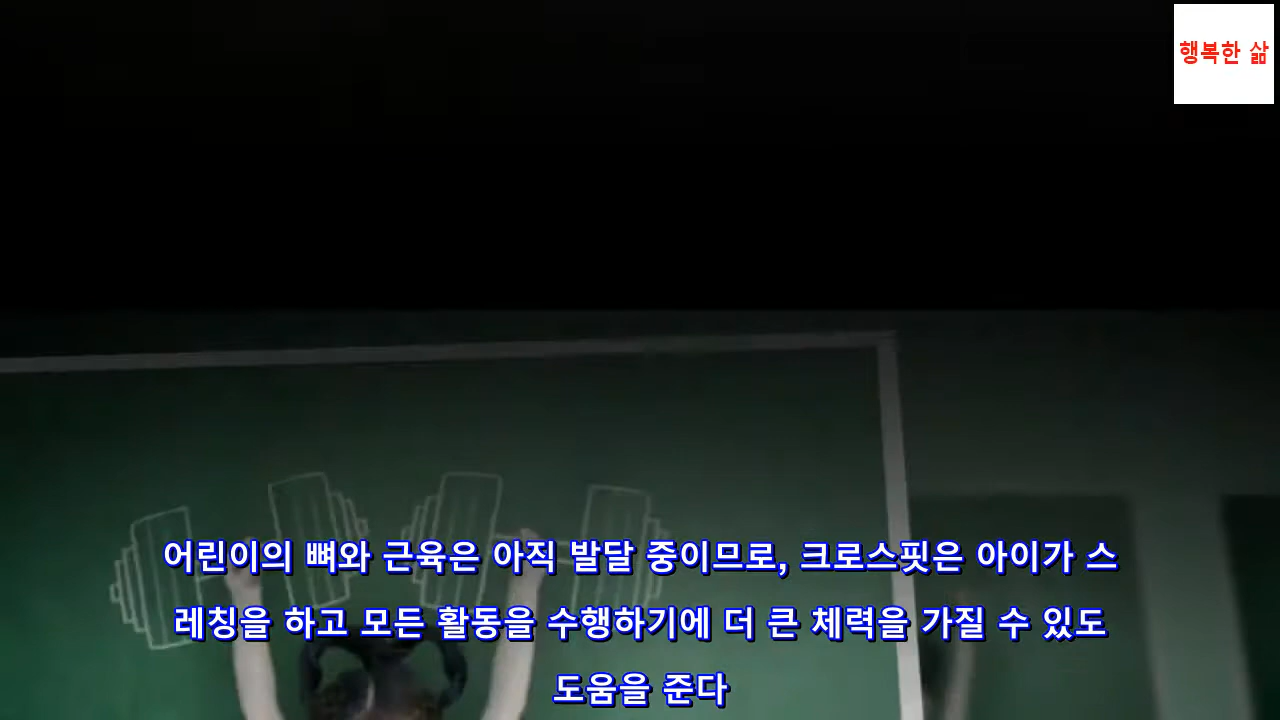 행복한 삶
어린이의 뼈와 근육은 아직 발달 중이므로, 크로스핏은 아이가 스
레칭을 하고 모든 활동을 수행하기에 더 큰 체력을 가질 수 있도
도움을 준다